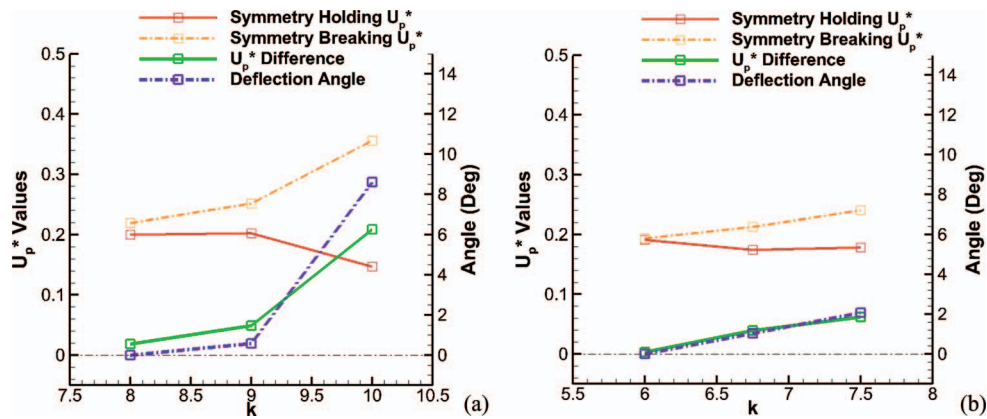 Symmetry Holding Up*
Symmetry Breaking Up*
Up* Difference
Deflection Angle
0.5
0.4
0.3
0.2
0.1
0
Up* Values
14
12
10
8
6
4
2
0
Angle (Deg)
7.5 8 8.5 9 9.5 10 10.5
k
(a)
Symmetry Holding Up*
Symmetry Breaking Up*
Up* Difference
Deflection Angle
0.5
0.4
0.3
0.2
0.1
0
Up* Values
14
12
10
8
6
4
2
0
Angle (Deg)
5.5 6 6.5 7 7.5 8
k
(b)